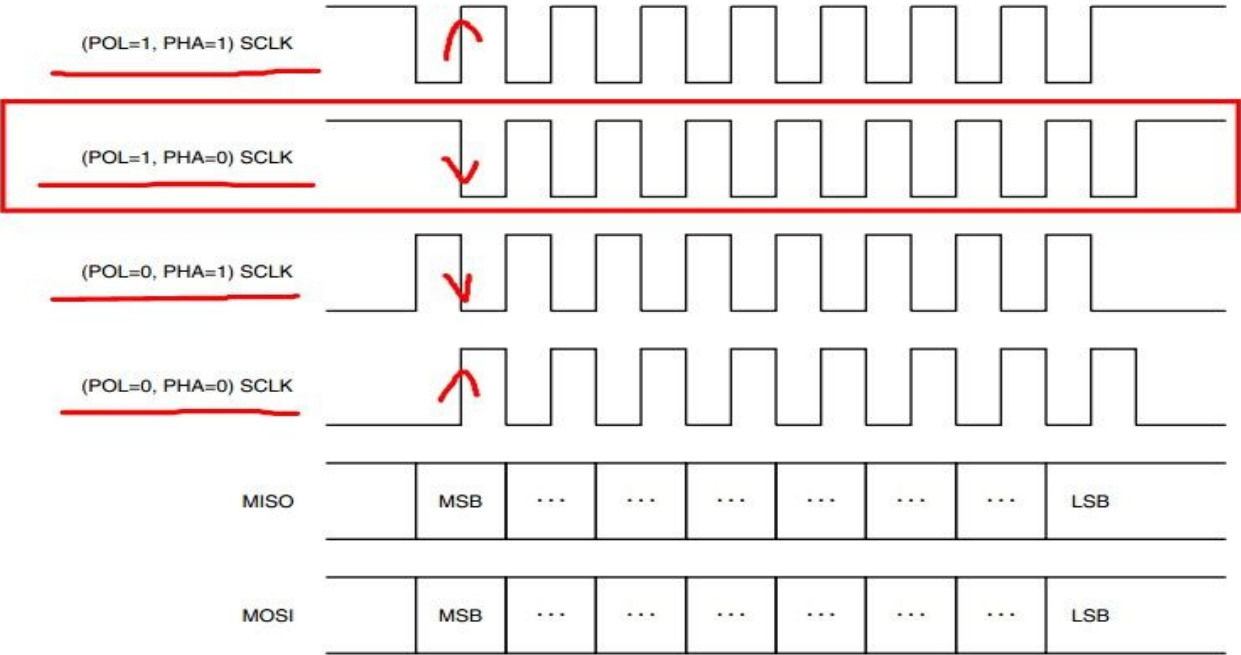 (POL=1, PHA=1) SCLK
(POL=1, PHA=0) SCLK
(POL=0, PHA=1) SCLK
(POL=0, PHA=0) SCLK
MISO MSB ... ... ... ... ... ... LSB
MOSI MSB ... ... ... ... ... ... LSB